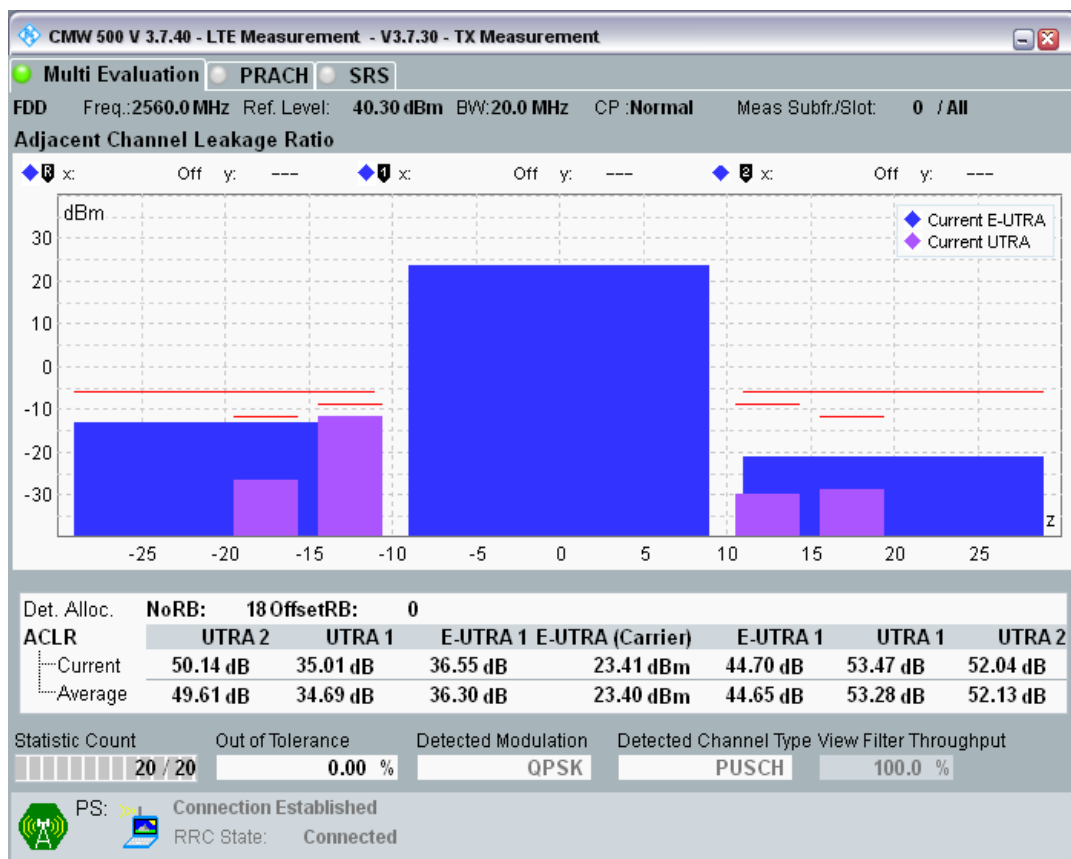 CMW 500 V 3.7.40 - LTE Measurement - V3.7.30 - TX Measurement
Multi Evaluation PRACH SRS
FDD Freq.:2560.0 MHz Ref. Level: 40.30 dBm BW:20.0 MHz CP :Normal Meas Subfr./Slot: 0 / All
Adjacent Channel Leakage Ratio
R x: Off y: --- 1 x: Off y: --- 2 x: Off y: ---
dBm
Current E-UTRA
Current UTRA
30
20
10
0
-10
-20
-30
z
-25 -20 -15 -10 -5 0 5 10 15 20 25
Det. Alloc. NoRB: 18 OffsetRB: 0
ACLR UTRA 2 UTRA 1 E-UTRA 1 E-UTRA (Carrier) E-UTRA 1 UTRA 1 UTRA 2
Current 50.14 dB 35.01 dB 36.55 dB 23.41 dBm 44.70 dB 53.47 dB 52.04 dB
Average 49.61 dB 34.69 dB 36.30 dB 23.40 dBm 44.65 dB 53.28 dB 52.13 dB
Statistic Count Out of Tolerance Detected Modulation Detected Channel Type View Filter Throughput
20 / 20 0.00 % QPSK PUSCH 100.0 %
PS: Connection Established
RRC State: Connected